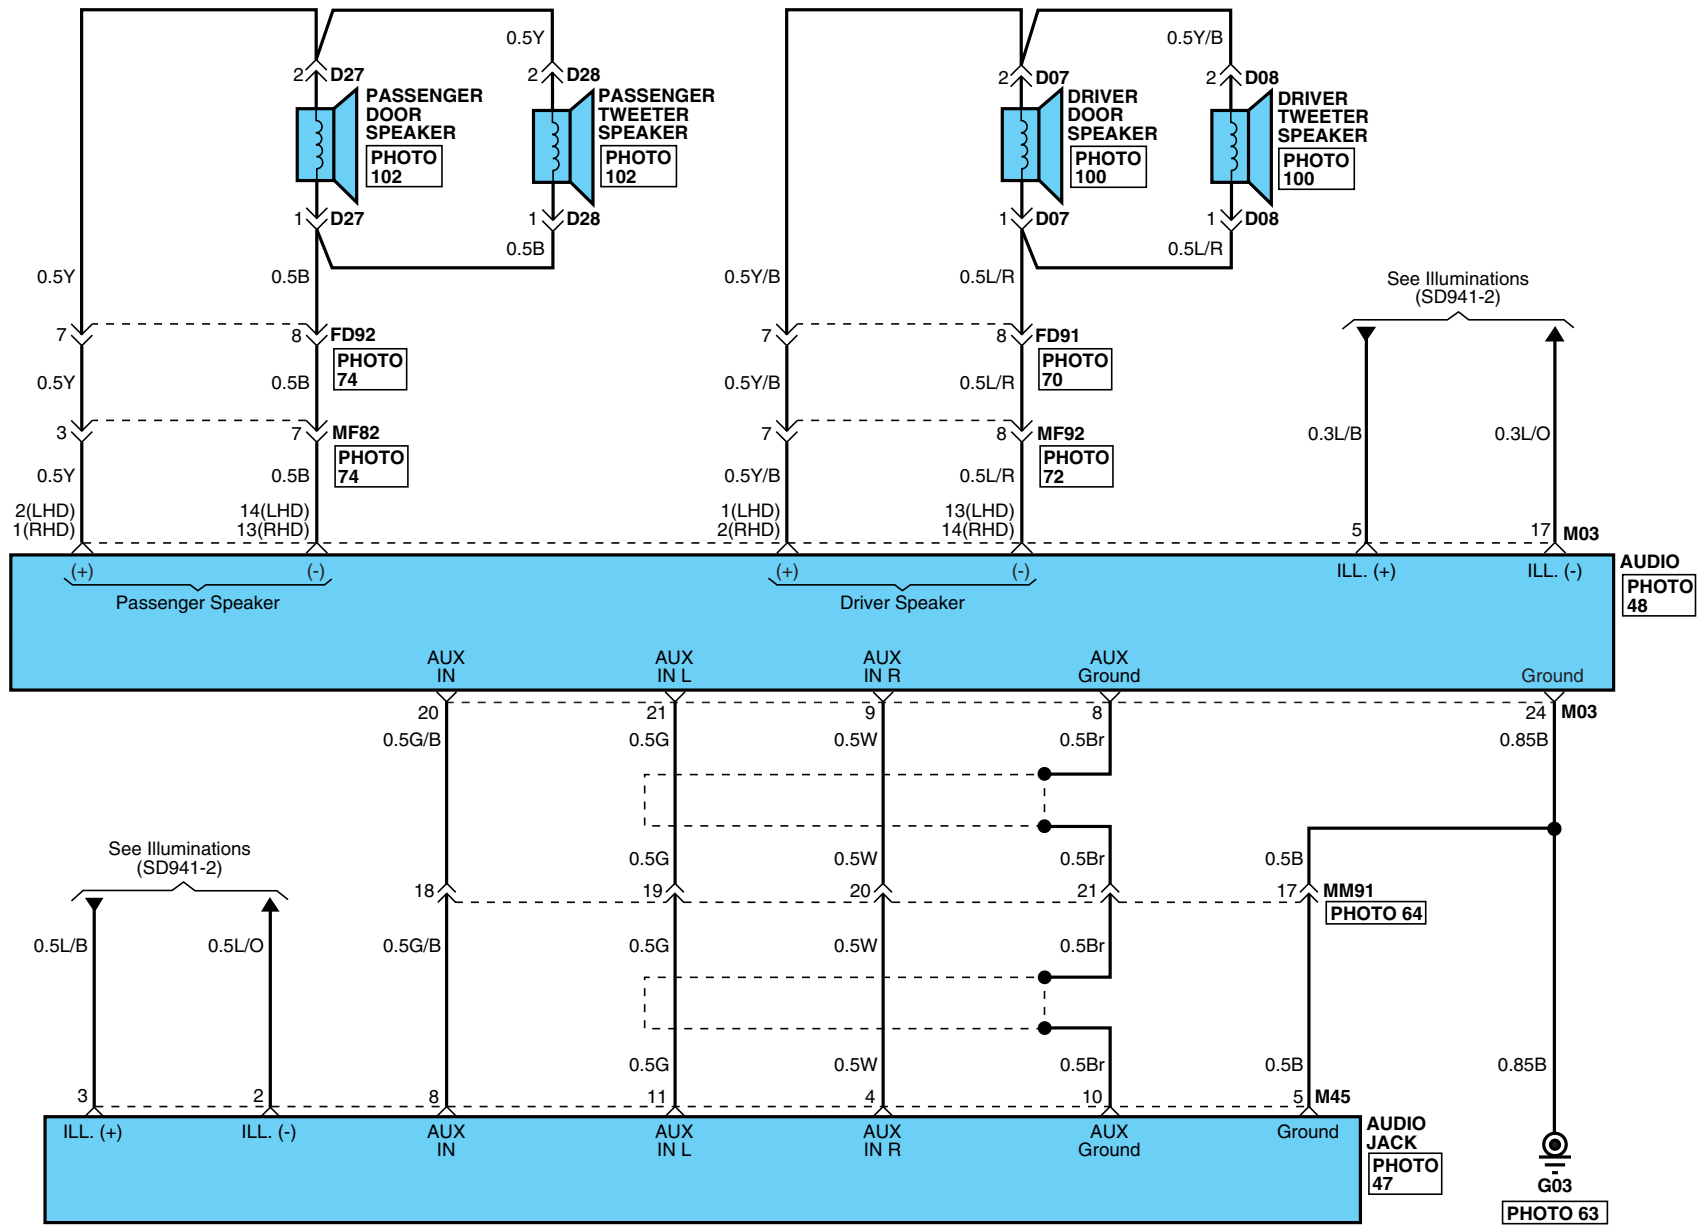 0.5Y
0.5Y/B
2 D27
2 D28
2 D07
2 D08
PASSENGER
DOOR
SPEAKER
PHOTO
102
PASSENGER
TWEETER
SPEAKER
PHOTO
102
DRIVER
DOOR
SPEAKER
PHOTO
100
DRIVER
TWEETER
SPEAKER
PHOTO
100
1 D27
1 D28
1 D07
1 D08
0.5B
0.5L/R
0.5Y
0.5B
0.5Y/B
0.5L/R
See Illuminations
(SD941-2)
7
8 FD92
PHOTO
74
7
8 FD91
PHOTO
70
0.5Y
0.5B
0.5Y/B
0.5L/R
3
7 MF82
PHOTO
74
7
8 MF92
PHOTO
72
0.3L/B
0.3L/O
0.5Y
0.5B
0.5Y/B
0.5L/R
2(LHD)
1(RHD)
14(LHD)
13(RHD)
1(LHD)
2(RHD)
13(LHD)
14(RHD)
5
17 M03
(+)
(-)
Passenger Speaker
(+)
(-)
Driver Speaker
ILL. (+)
ILL. (-)
AUDIO
PHOTO
48
AUX
IN
AUX
IN L
AUX
IN R
AUX
Ground
Ground
20
21
9
8
24 M03
0.5G/B
0.5G
0.5W
0.5Br
0.85B
See Illuminations
(SD941-2)
0.5G
0.5W
0.5Br
0.5B
18
19
20
21
17 MM91
PHOTO 64
0.5L/B
0.5L/O
0.5G/B
0.5G
0.5W
0.5Br
0.5G
0.5W
0.5Br
0.5B
0.85B
3
2
8
11
4
10
5 M45
ILL. (+)
ILL. (-)
AUX
IN
AUX
IN L
AUX
IN R
AUX
Ground
Ground
AUDIO
JACK
PHOTO
47
G03
PHOTO 63